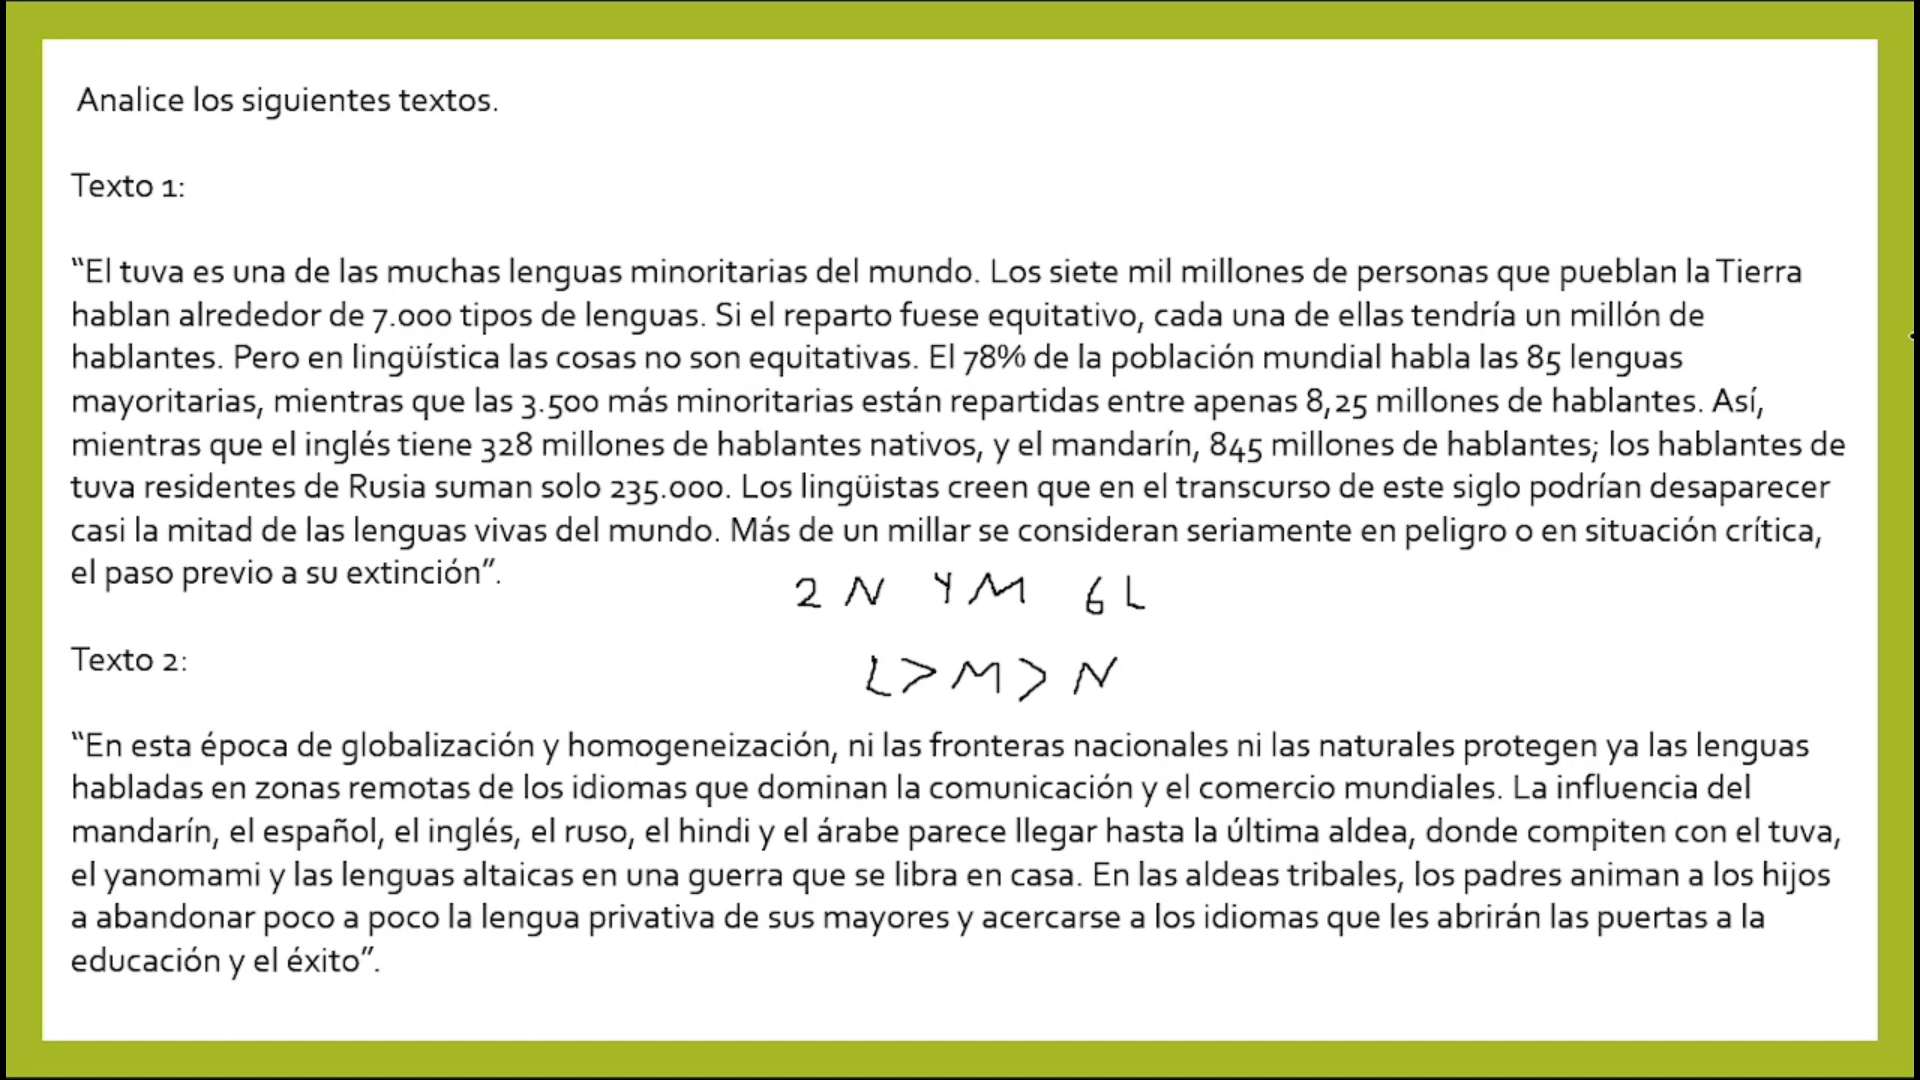 Analice los siguientes textos.
Texto 1:
“El tuva es una de las muchas lenguas minoritarias del mundo. Los siete mil millones de personas que pueblan la Tierra
hablan alrededor de 7.000 tipos de lenguas. Si el reparto fuese equitativo, cada una de ellas tendría un millón de
hablantes. Pero en lingüística las cosas no son equitativas. El 78% de la población mundial habla las 85 lenguas
mayoritarias, mientras que las 3.500 más minoritarias están repartidas entre apenas 8,25 millones de hablantes. Así,
mientras que el inglés tiene 328 millones de hablantes nativos, y el mandarín, 845 millones de hablantes; los hablantes de
tuva residentes de Rusia suman solo 235.000. Los lingüistas creen que en el transcurso de este siglo podrían desaparecer
casi la mitad de las lenguas vivas del mundo. Más de un millar se consideran seriamente en peligro o en situación crítica,
el paso previo a su extinción”.
2 N 4 M 6 L
Texto 2:
L > M > N
“En esta época de globalización y homogeneización, ni las fronteras nacionales ni las naturales protegen ya las lenguas
habladas en zonas remotas de los idiomas que dominan la comunicación y el comercio mundiales. La influencia del
mandarín, el español, el inglés, el ruso, el hindi y el árabe parece llegar hasta la última aldea, donde compiten con el tuva,
el yanomami y las lenguas altaicas en una guerra que se libra en casa. En las aldeas tribales, los padres animan a los hijos
a abandonar poco a poco la lengua privativa de sus mayores y acercarse a los idiomas que les abrirán las puertas a la
educación y el éxito”.